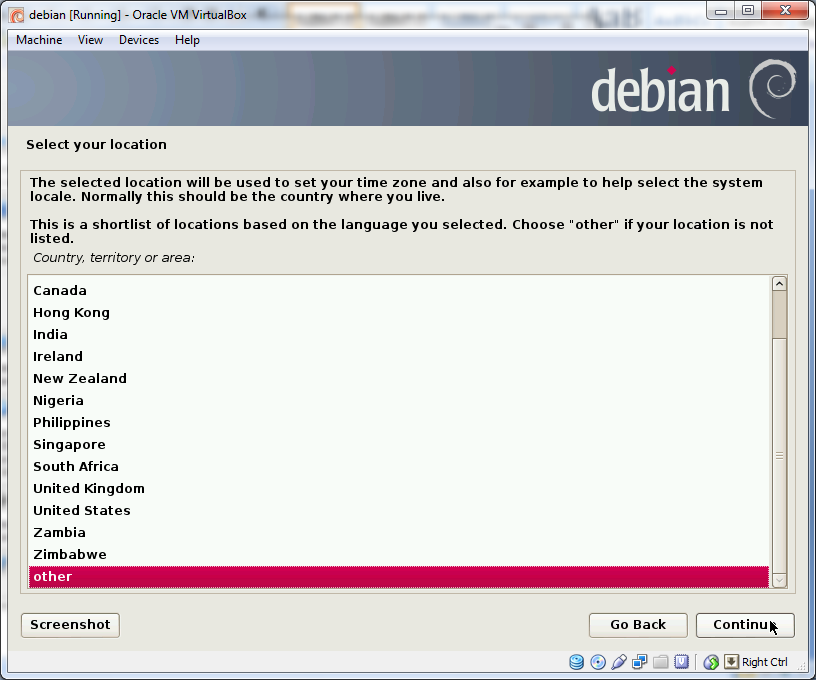 debian [Running] - Oracle VM VirtualBox
Machine View Devices Help
debian
Select your location
The selected location will be used to set your time zone and also for example to help select the system
locale. Normally this should be the country where you live.
This is a shortlist of locations based on the language you selected. Choose "other" if your location is not
listed.
Country, territory or area:
Canada
Hong Kong
India
Ireland
New Zealand
Nigeria
Philippines
Singapore
South Africa
United Kingdom
United States
Zambia
Zimbabwe
other
Screenshot Go Back Continue
Right Ctrl